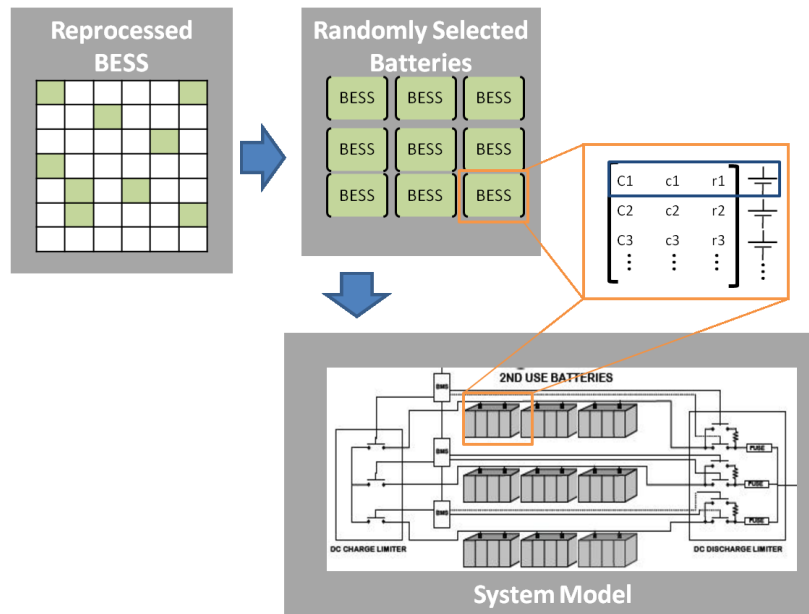 Reprocessed
BESS
Randomly Selected
Batteries
BESS BESS BESS
BESS BESS BESS
BESS BESS BESS
C1 c1 r1
C2 c2 r2
C3 c3 r3
2ND USE BATTERIES
BMS
FUSE
BMS
FUSE
BMS
FUSE
DC CHARGE LIMITER
DC DISCHARGE LIMITER
System Model